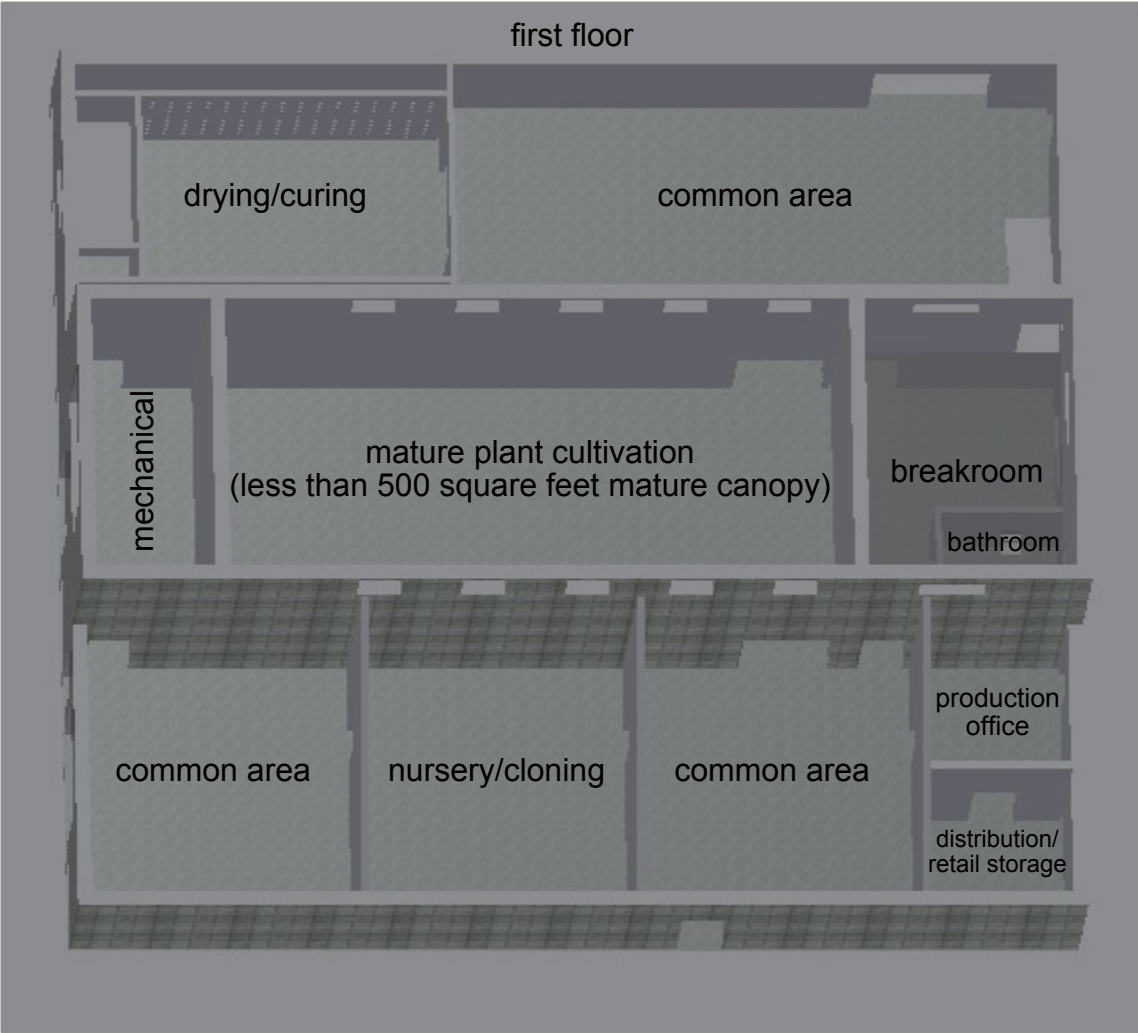 first floor
drying/curing
common area
mechanical
mature plant cultivation
(less than 500 square feet mature canopy)
breakroom
bathroom
common area
nursery/cloning
common area
production
office
distribution/
retail storage